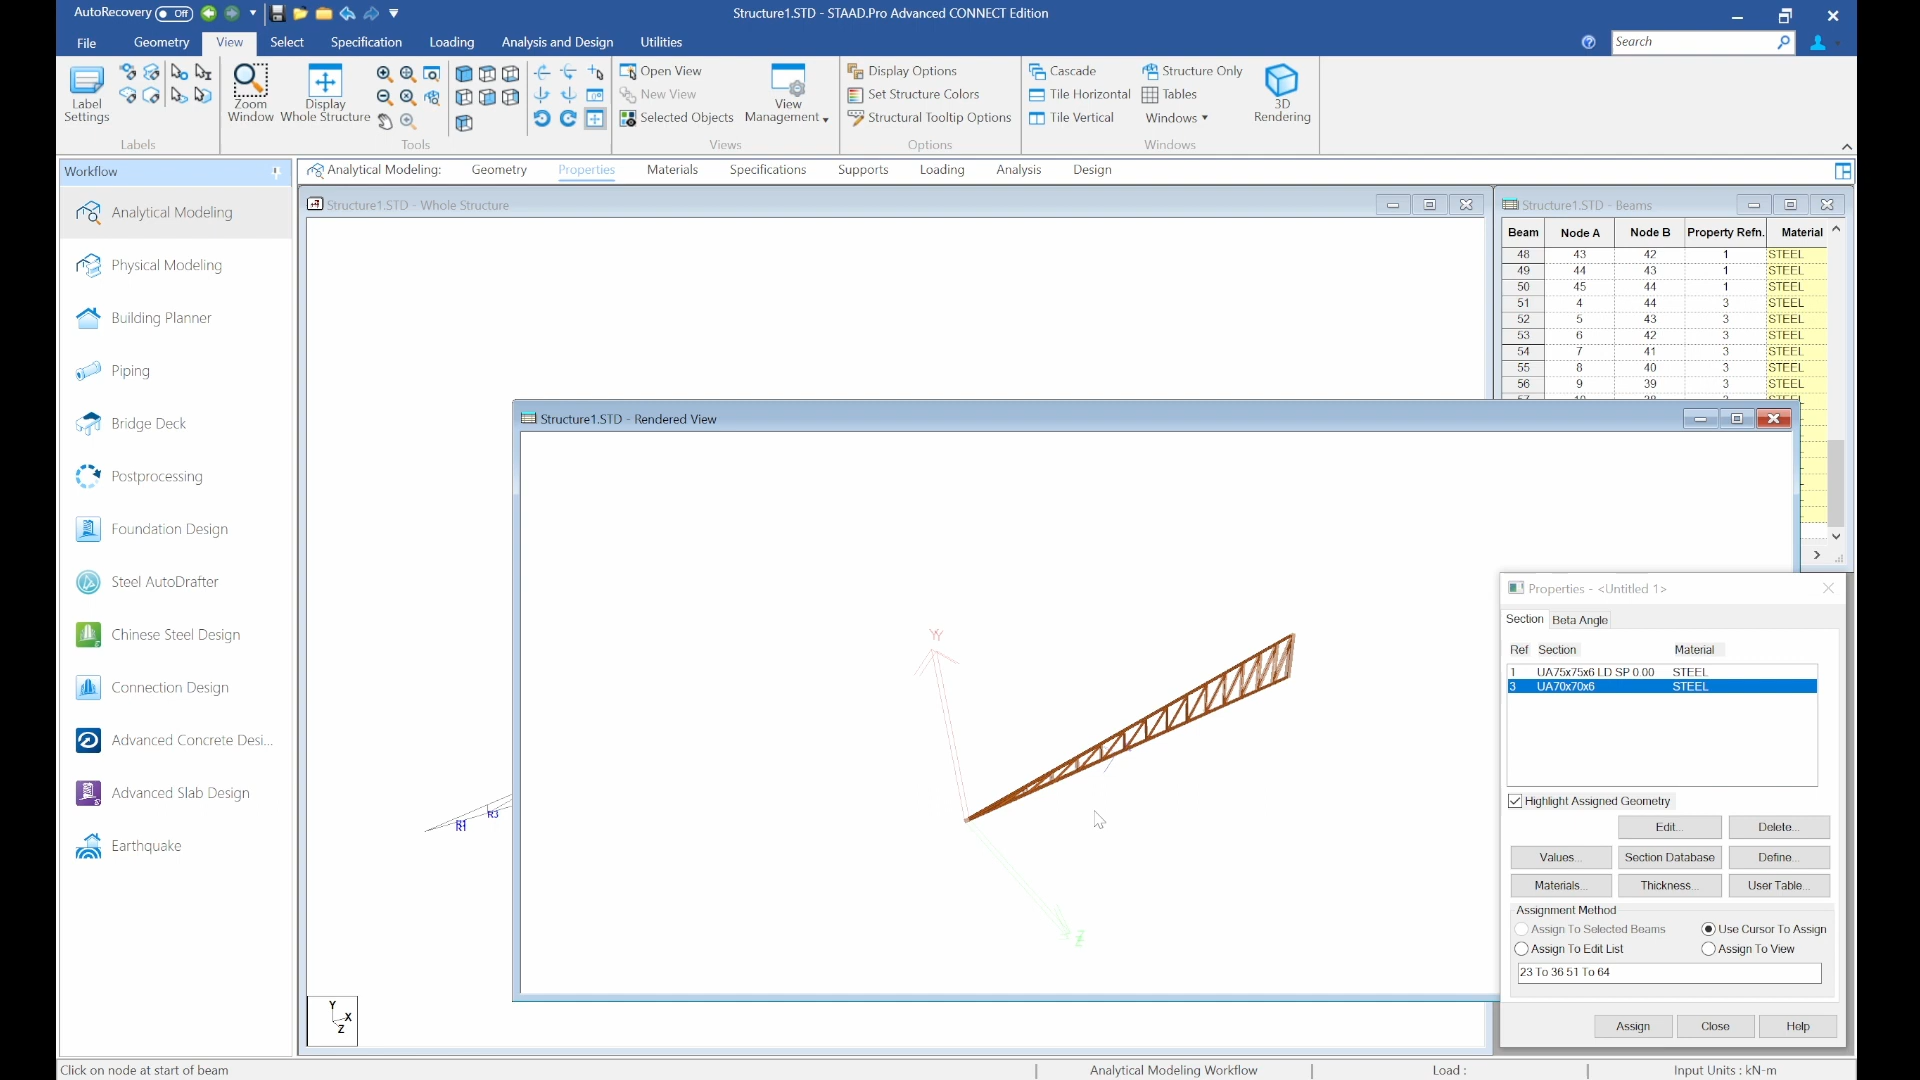 AutoRecovery Off
Structure1.STD - STAAD.Pro Advanced CONNECT Edition
File Geometry View Select Specification Loading Analysis and Design Utilities
Search
Label Settings
Labels
Zoom Window
Display Whole Structure
Tools
Open View
New View
Selected Objects
View Management
Views
Display Options
Set Structure Colors
Structural Tooltip Options
Options
Cascade
Tile Horizontal
Tile Vertical
Structure Only
Tables
Windows
3D Rendering
Windows
Workflow
Analytical Modeling
Physical Modeling
Building Planner
Piping
Bridge Deck
Postprocessing
Foundation Design
Steel AutoDrafter
Chinese Steel Design
Connection Design
Advanced Concrete Desi...
Advanced Slab Design
Earthquake
Analytical Modeling: Geometry Properties Materials Specifications Supports Loading Analysis Design
Structure1.STD - Whole Structure
R1
R3
Y
X
Z
Structure1.STD - Beams
Beam Node A Node B Property Refn. Material
48 43 42 1 STEEL
49 44 43 1 STEEL
50 45 44 1 STEEL
51 4 44 3 STEEL
52 5 43 3 STEEL
53 6 42 3 STEEL
54 7 41 3 STEEL
55 8 40 3 STEEL
56 9 39 3 STEEL
Structure1.STD - Rendered View
Y
Z
Properties - <Untitled 1>
Section Beta Angle
Ref Section Material
1 UA75x75x6 LD SP 0.00 STEEL
3 UA70x70x6 STEEL
Highlight Assigned Geometry
Edit... Delete...
Values... Section Database Define...
Materials... Thickness... User Table...
Assignment Method
Assign To Selected Beams Use Cursor To Assign
Assign To Edit List Assign To View
23 To 36 51 To 64
Assign Close Help
Click on node at start of beam
Analytical Modeling Workflow
Load :
Input Units : kN-m